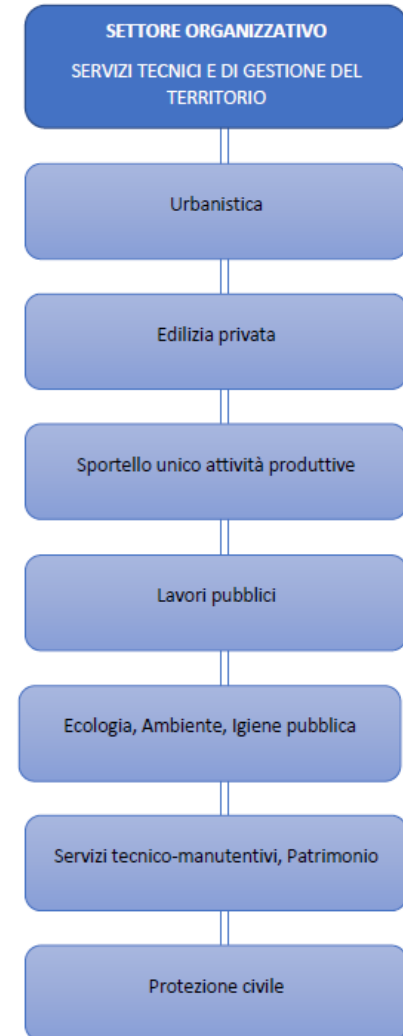 SETTORE ORGANIZZATIVO
SERVIZI TECNICI E DI GESTIONE DEL
TERRITORIO
Urbanistica
Edilizia privata
Sportello unico attività produttive
Lavori pubblici
Ecologia, Ambiente, Igiene pubblica
Servizi tecnico-manutentivi, Patrimonio
Protezione civile